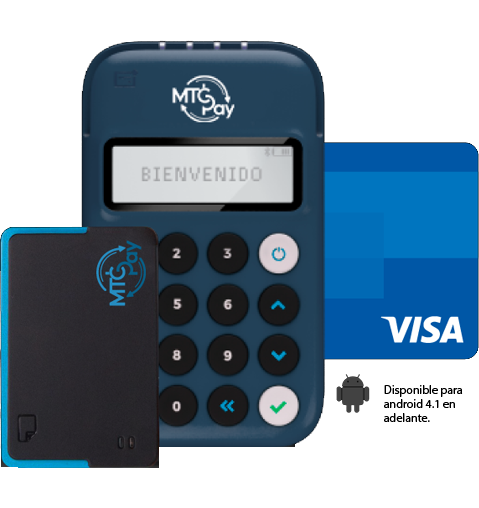 MTC
Pay
BIENVENIDO
2 3
5 6
8 9
0
MTC
Pay
VISA
Disponible para
android 4.1 en
adelante.